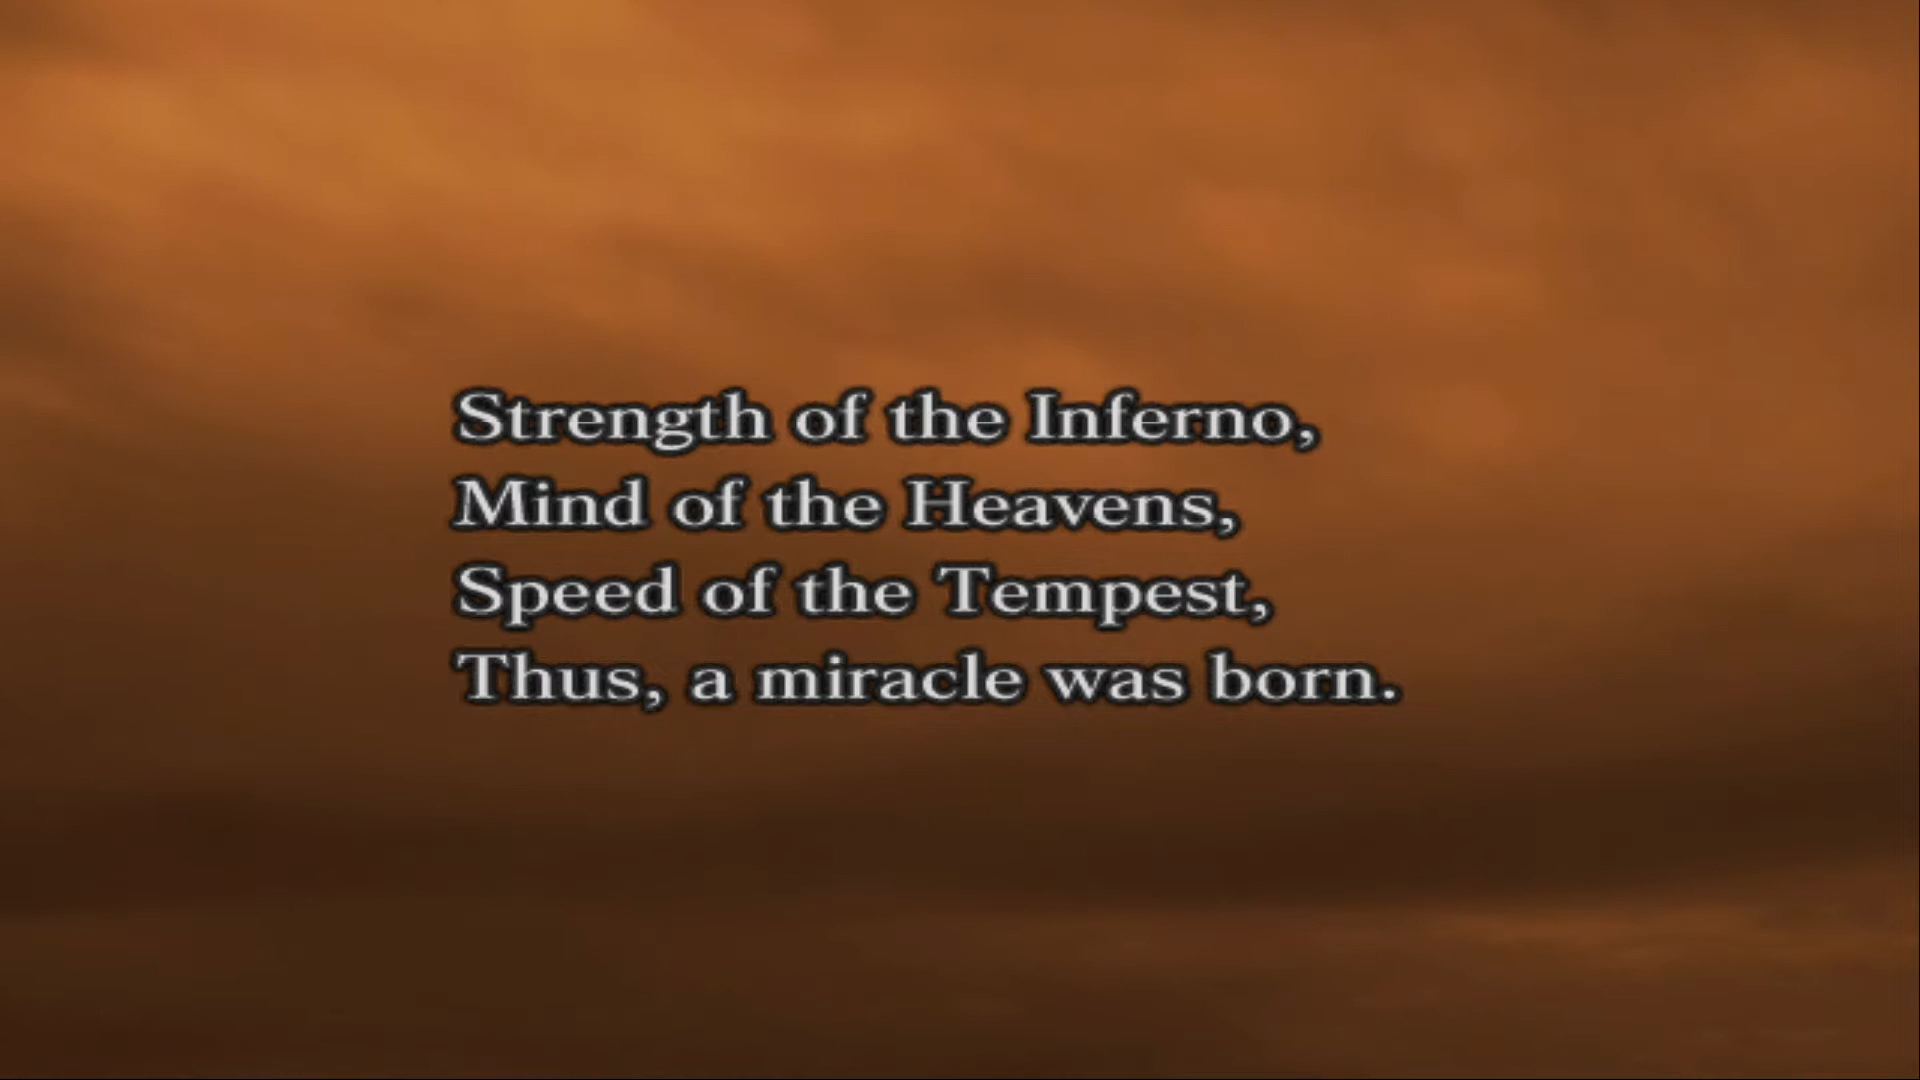 Strength of the Inferno,
Mind of the Heavens,
Speed of the Tempest,
Thus, a miracle was born.